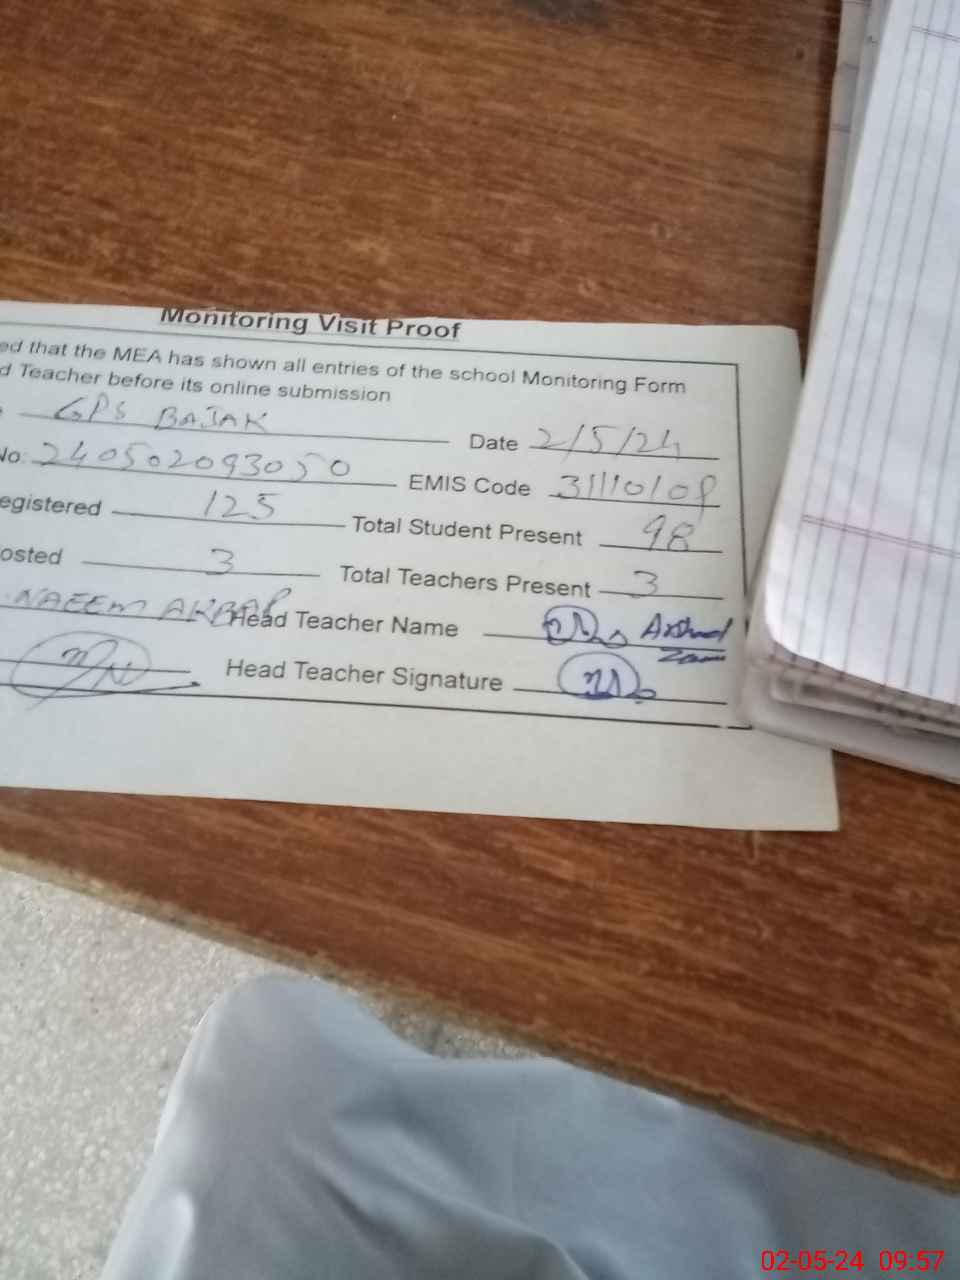 Monitoring Visit Proof
ed that the MEA has shown all entries of the school Monitoring Form
d Teacher before its online submission
GPS BAJAK Date 2/5/24
No: 240502093050 EMIS Code 31110108
egistered 125 Total Student Present 98
osted 3 Total Teachers Present 3
NAEEM AKBAR Head Teacher Name Arshad
Head Teacher Signature
02-05-24 09:57